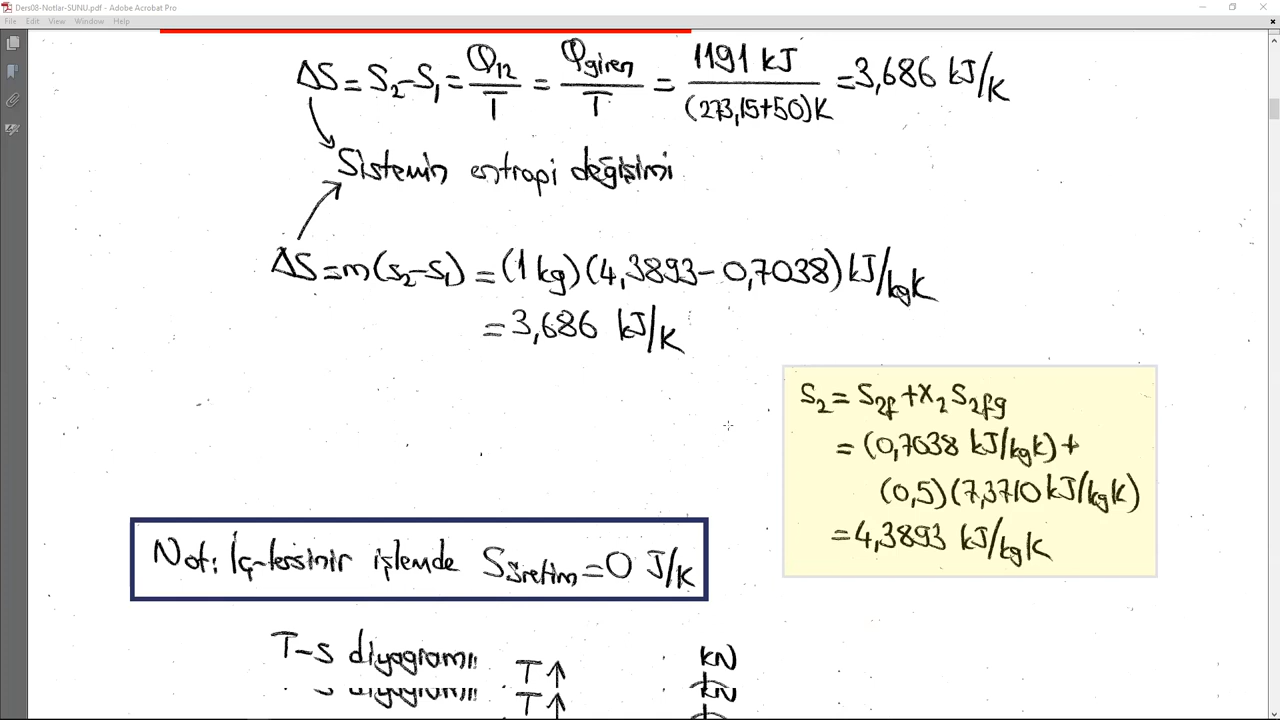 Ders08-Notlar-SUNU.pdf - Adobe Acrobat Pro
File Edit View Window Help
ΔS = S₂-S₁ = Q₁₂/T = Qgiren/T = 1191 kJ/(273,15+50)K = 3,686 kJ/K
Sistemin entropi değişimi
ΔS = m(s₂-s₁) = (1 kg)(4,3893-0,7038) kJ/kgK
= 3,686 kJ/K
S₂ = S₂f + x₂ S₂fg
= (0,7038 kJ/kgK) +
(0,5)(7,3710 kJ/kgK)
= 4,3893 kJ/kgK
Not: İç-tersinir işlemde Süretim = 0 J/K
T-s diyagramı T↑ KN